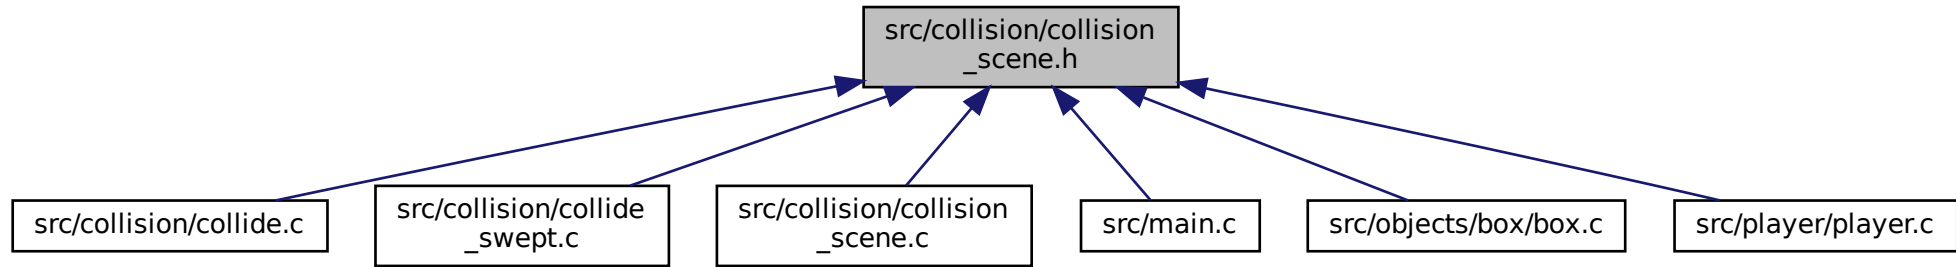 src/collision/collision
_scene.h
src/collision/collide.c
src/collision/collide
_swept.c
src/collision/collision
_scene.c
src/main.c
src/objects/box/box.c
src/player/player.c